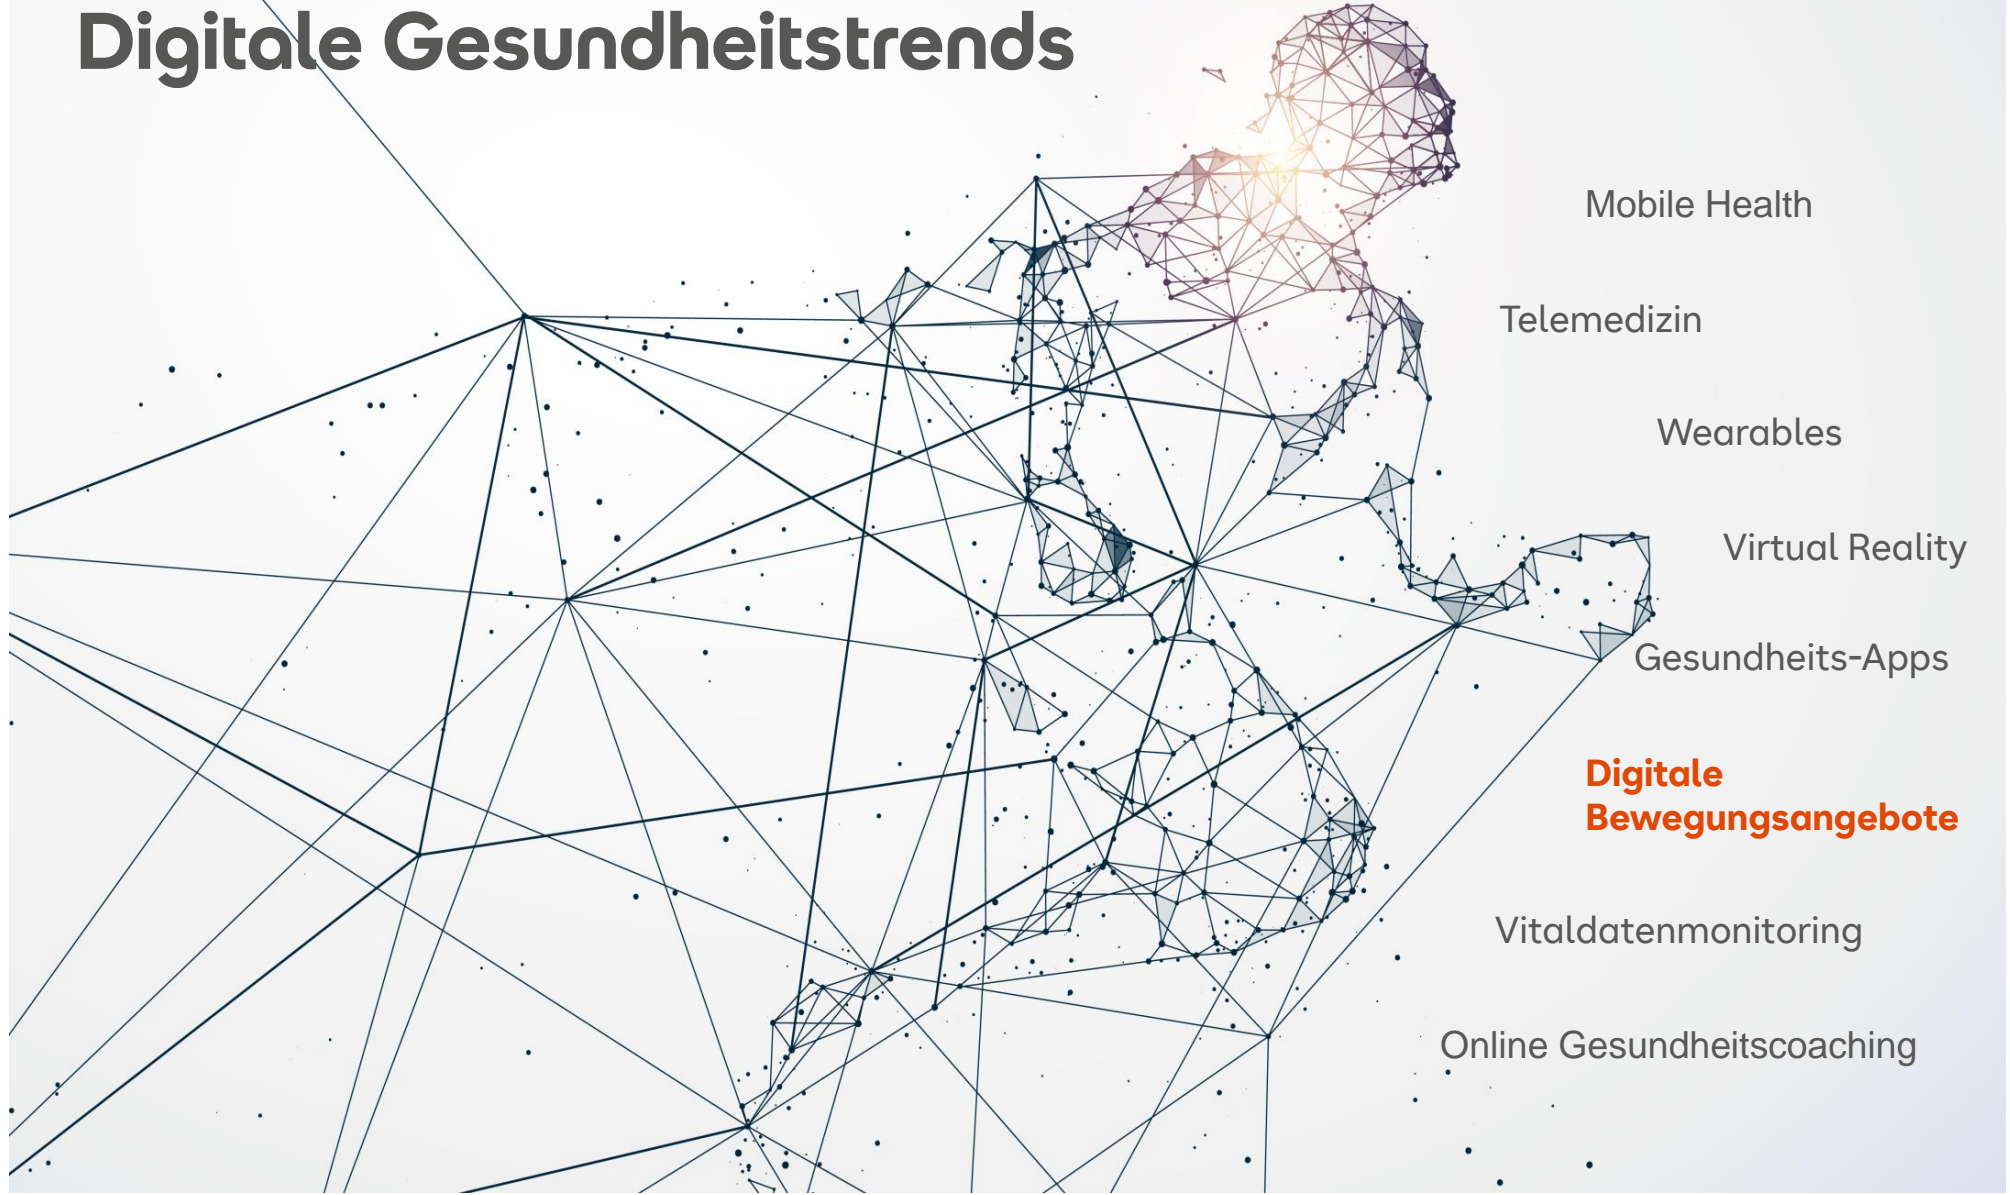 Digitale Gesundheitstrends
Mobile Health
Telemedizin
Wearables
Virtual Reality
Gesundheits-Apps
Digitale
Bewegungsangebote
Vitaldatenmonitoring
Online Gesundheitscoaching